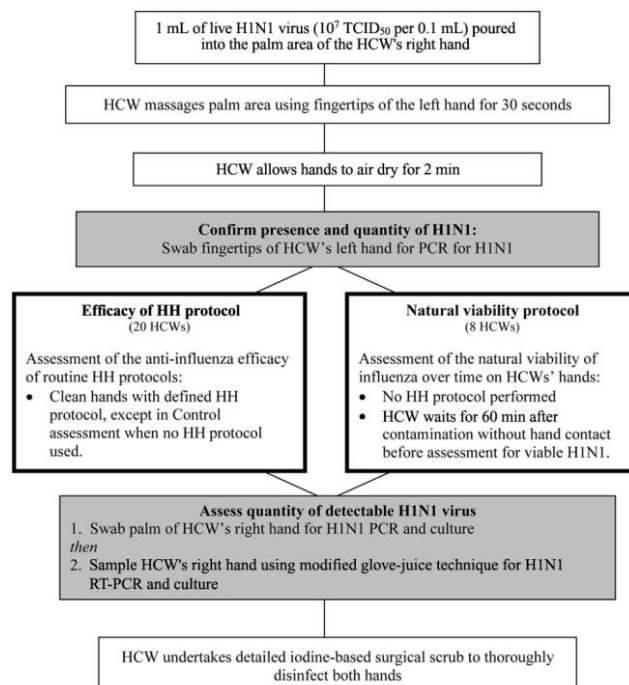 1 mL of live H1N1 virus (10⁷ TCID₅₀ per 0.1 mL) poured
into the palm area of the HCW's right hand
HCW massages palm area using fingertips of the left hand for 30 seconds
HCW allows hands to air dry for 2 min
Confirm presence and quantity of H1N1:
Swab fingertips of HCW's left hand for PCR for H1N1
Efficacy of HH protocol
(20 HCWs)
Assessment of the anti-influenza efficacy
of routine HH protocols:
• Clean hands with defined HH
protocol, except in Control
assessment when no HH protocol
used.
Natural viability protocol
(8 HCWs)
Assessment of the natural viability of
influenza over time on HCWs' hands:
• No HH protocol performed
• HCW waits for 60 min after
contamination without hand contact
before assessment for viable H1N1.
Assess quantity of detectable H1N1 virus
1. Swab palm of HCW's right hand for H1N1 PCR and culture
then
2. Sample HCW's right hand using modified glove-juice technique for H1N1
RT-PCR and culture
HCW undertakes detailed iodine-based surgical scrub to thoroughly
disinfect both hands